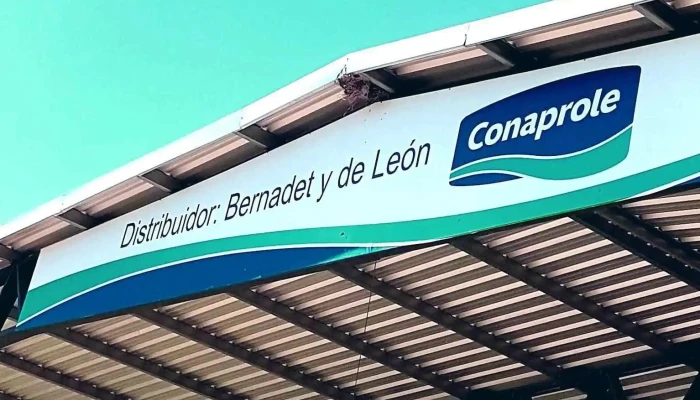 Distribuidor: Bernadet y de León
Conaprole